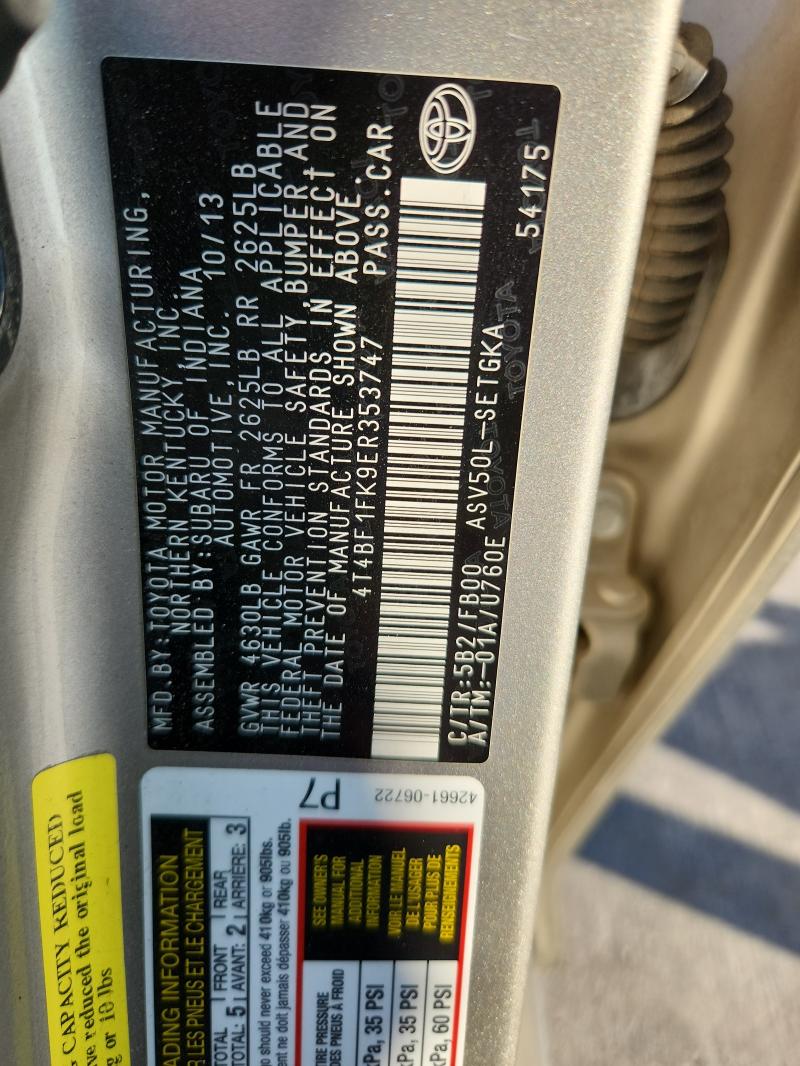 MFD. BY: TOYOTA MOTOR MANUFACTURING,
NORTHERN KENTUCKY INC
ASSEMBLED BY: SUBARU OF INDIANA
AUTOMOTIVE, INC. 10/13
GVWR 4630LB GAWR FR 2625LB RR 2625LB
THIS VEHICLE CONFORMS TO ALL APPLICABLE
FEDERAL MOTOR VEHICLE SAFETY, BUMPER AND
THEFT PREVENTION STANDARDS IN EFFECT ON
THE DATE OF MANUFACTURE SHOWN ABOVE.
4T4BF1FK9ER353747 PASS. CAR
C/TR: 5B2/FB00
A/TM: -01A/U760E ASV50L-SETGKA 54175
CAPACITY REDUCED
reduced the original load
or 10 lbs
P7 42661-06722
ADING INFORMATION
LES PNEUS ET LE CHARGEMENT
TOTAL FRONT REAR
TOTAL: 5 AVANT: 2 ARRIÈRE: 3
should never exceed 410kg or 905lbs.
ne doit jamais dépasser 410kg ou 905lb.
TIRE PRESSURE
DES PNEUS À FROID
kPa, 35 PSI
kPa, 35 PSI
kPa, 60 PSI
SEE OWNER'S
MANUAL FOR
ADDITIONAL
INFORMATION
VOIR LE MANUEL
DE L'USAGER
POUR PLUS DE
RENSEIGNEMENTS